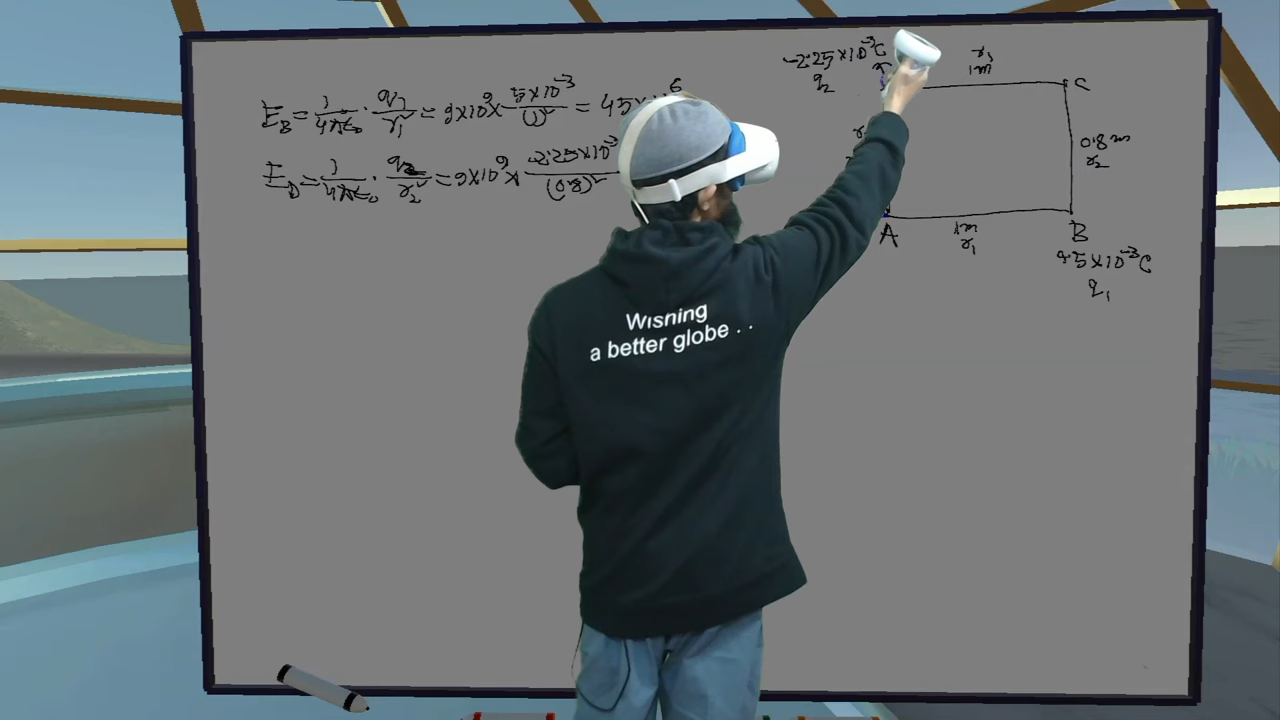 E_B = 1/4πε₀ · q₁/r₁² = 9×10⁹ × 5×10⁻³/(1)² = 45×10⁶
E_D = 1/4πε₀ · q₂/r₂² = 9×10⁹ × -2.25×10⁻³/(0.8)²
-2.25×10⁻³C
q₂
r₁
1m
C
0.8m
r₂
A
1m
r₁
B
+5×10⁻³C
q₁
Wishing
a better globe . .